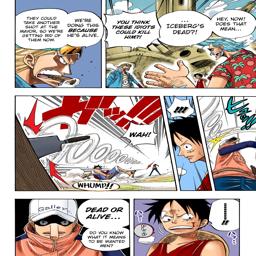 THEY COULD
TAKE ANOTHER
SHOT AT THE
MAYOR, SO WE'RE
GETTING RID OF
THEM NOW.
WE'RE
DOING THIS
BECAUSE
HE'S ALIVE.
YOU THINK
THESE IDIOTS
COULD KILL
HIM?!
...
ICEBERG'S
DEAD?!
HEY, NOW!
DOES THAT
MEAN...
WAH!
!!!
WHUMP!!
Galley
DEAD OR
ALIVE...
DO YOU KNOW
WHAT IT MEANS
TO BE WANTED
MEN?